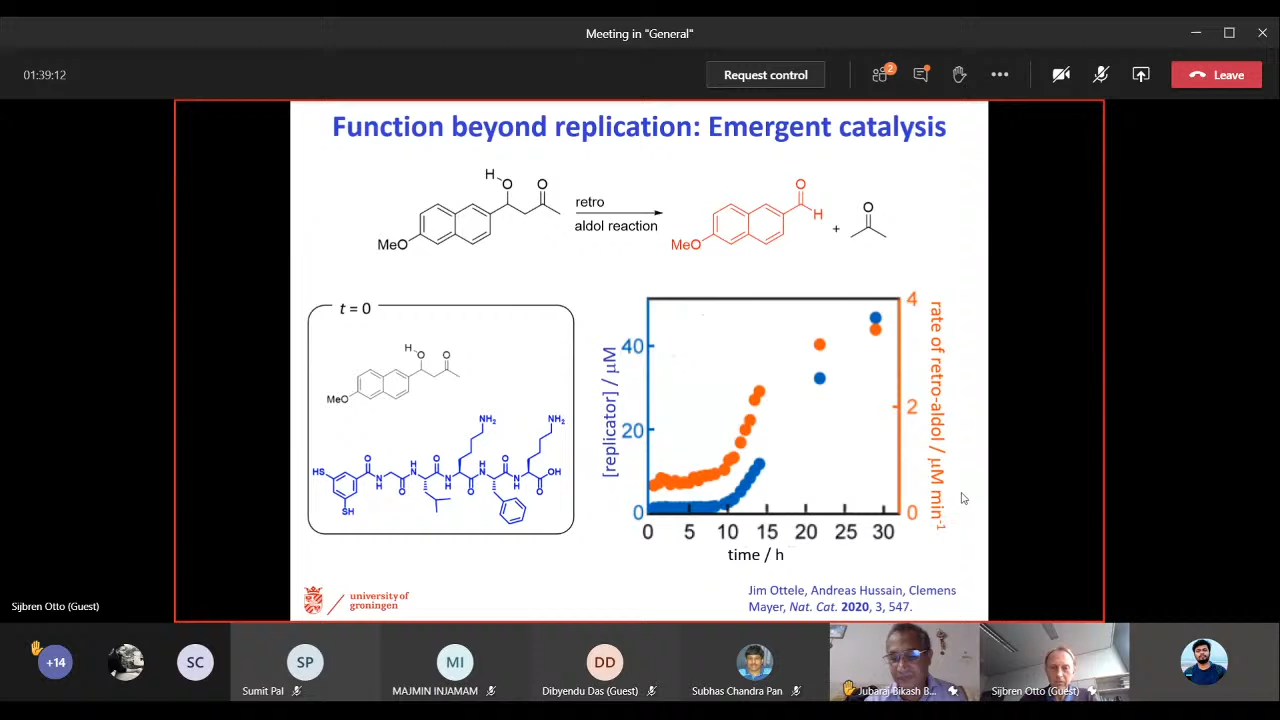 Meeting in "General"
01:39:12
Request control
2
Leave
Function beyond replication: Emergent catalysis
H
O
O
MeO
retro
aldol reaction
O
H
MeO
+
O
t = 0
H
O
O
MeO
NH2
NH2
HS
SH
O
N
H
O
H
N
O
N
H
O
H
N
O
N
H
O
OH
[replicator] / μM
40
20
0
4
2
0
rate of retro-aldol / μM min-1
0 5 10 15 20 25 30
time / h
university of
groningen
Jim Ottele, Andreas Hussain, Clemens
Mayer, Nat. Cat. 2020, 3, 547.
Sijbren Otto (Guest)
+14
SC
SP
Sumit Pal
MI
MAJMIN INJAMAM
DD
Dibyendu Das (Guest)
Subhas Chandra Pan
Jubaraj Bikash B...
Sijbren Otto (Guest)